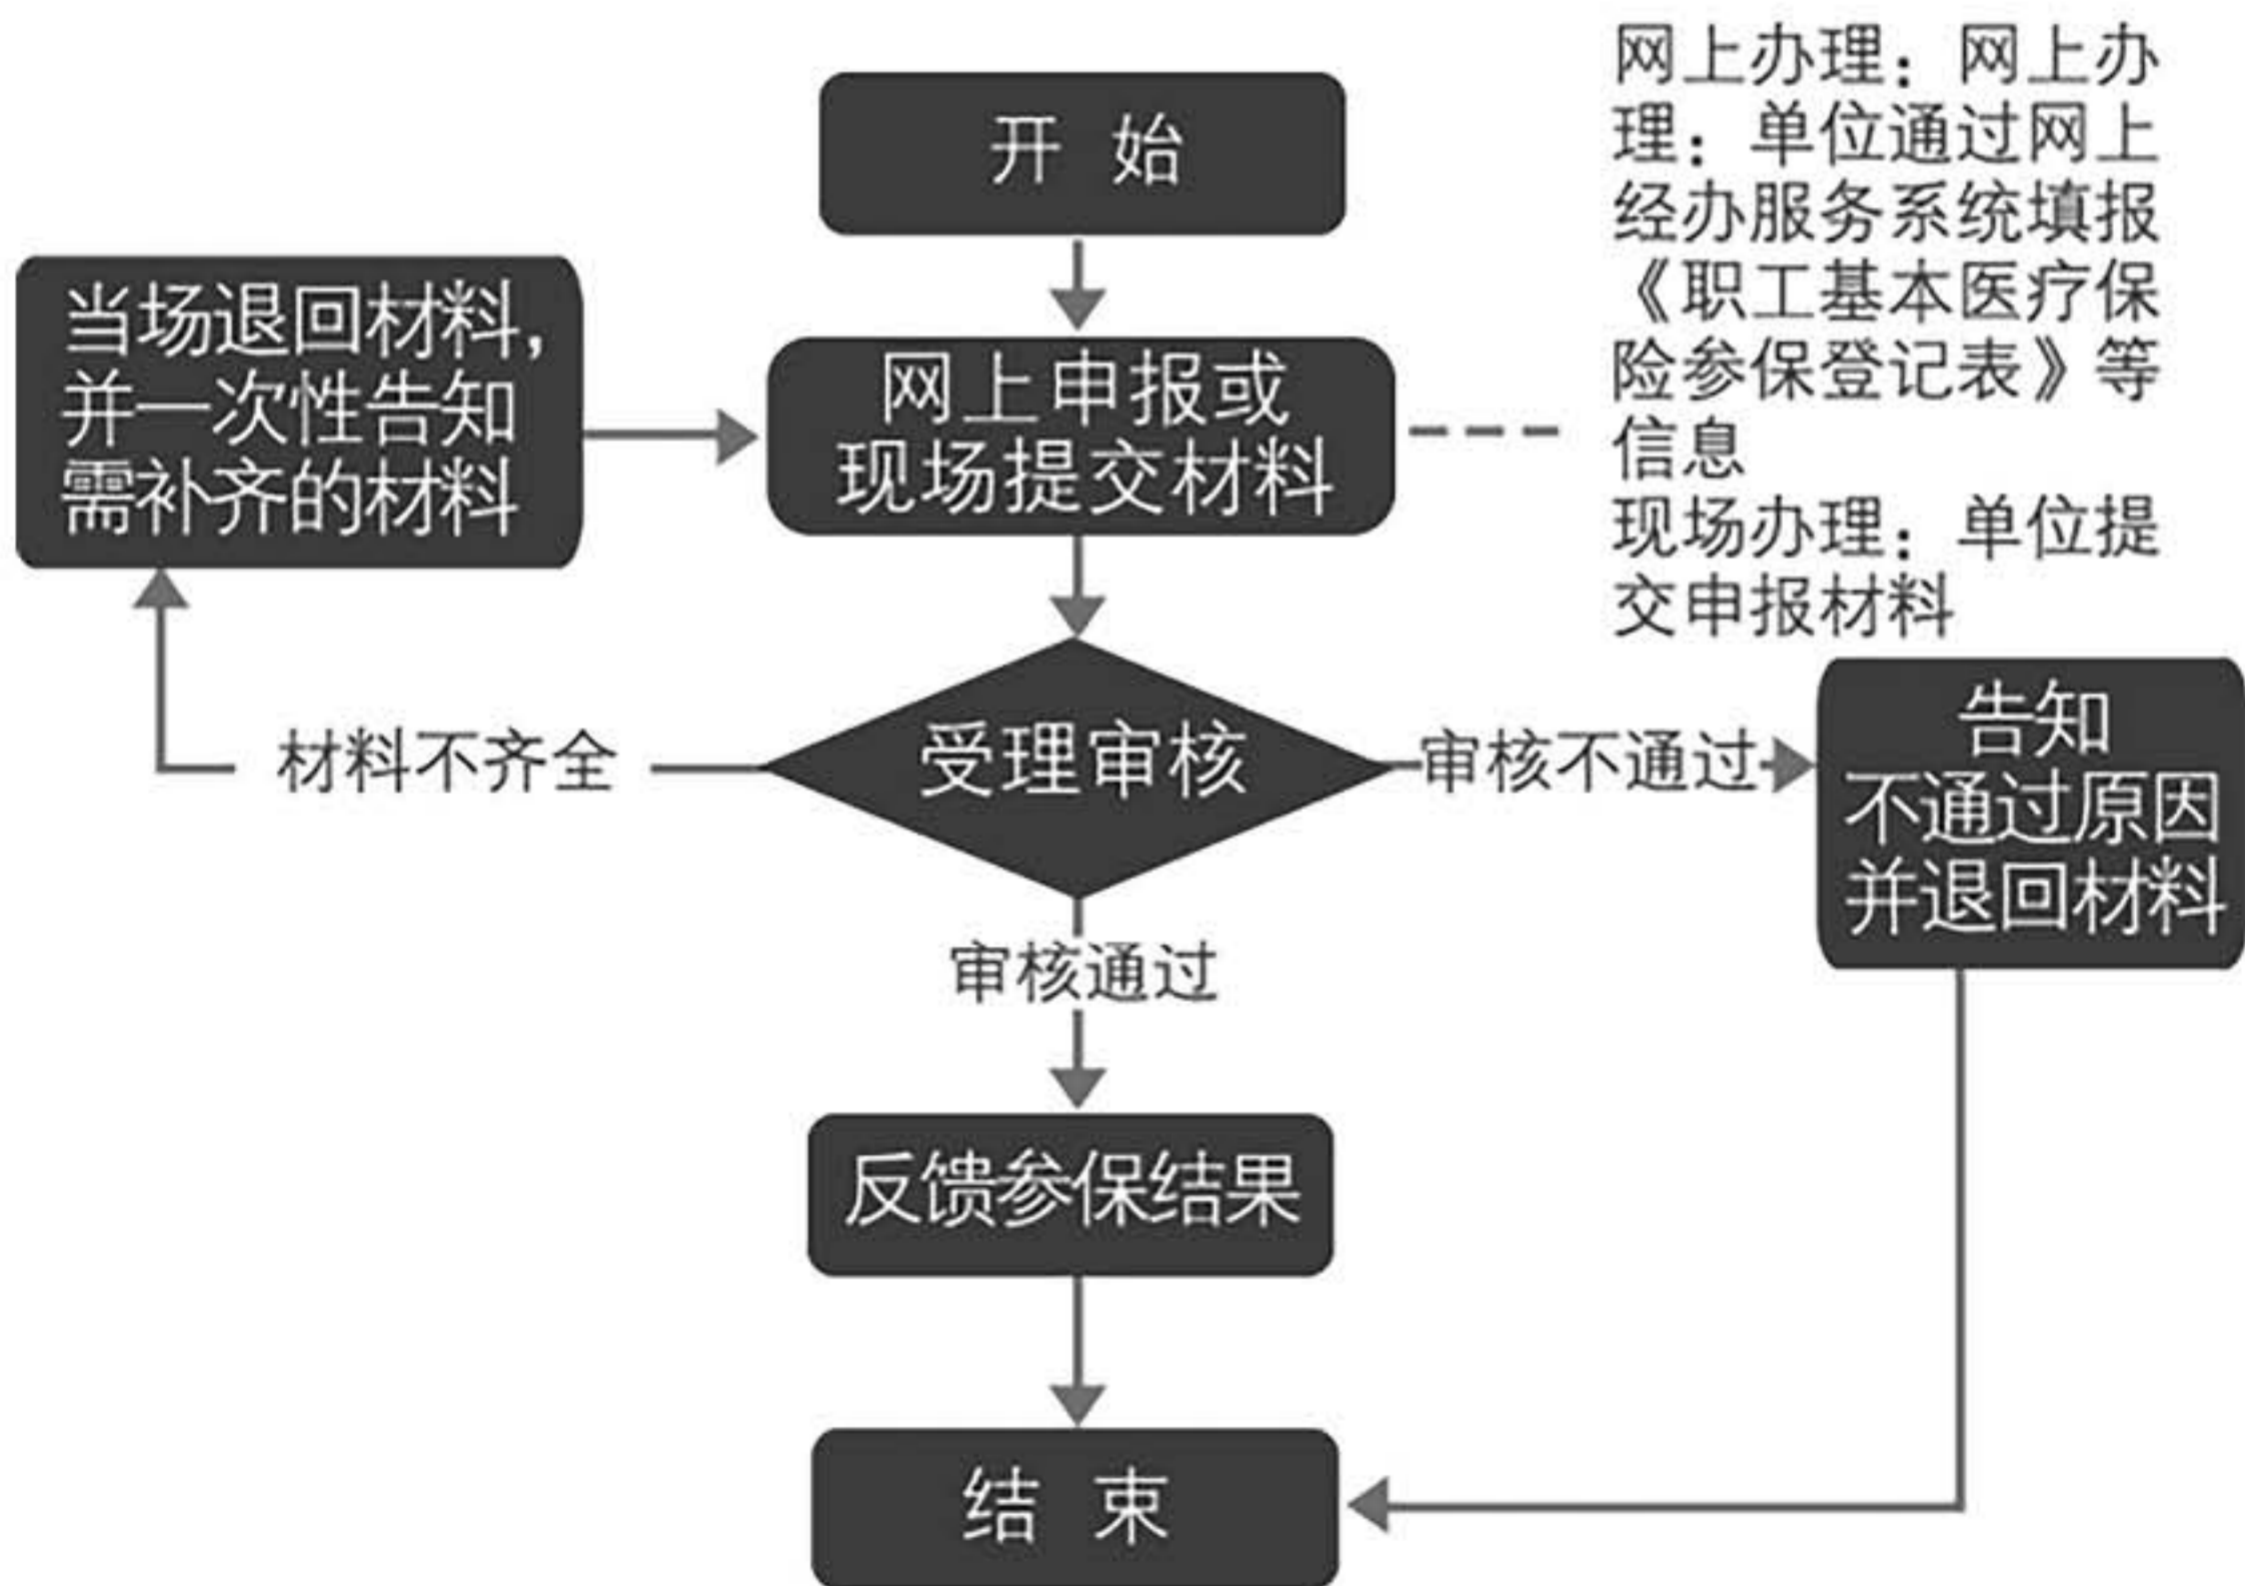 开 始
网上办理：网上办
理：单位通过网上
经办服务系统填报
《职工基本医疗保
险参保登记表》等
信息
现场办理：单位提
交申报材料
当场退回材料，
并一次性告知
需补齐的材料
网上申报或
现场提交材料
材料不齐全
受理审核
审核不通过
告知
不通过原因
并退回材料
审核通过
反馈参保结果
结 束